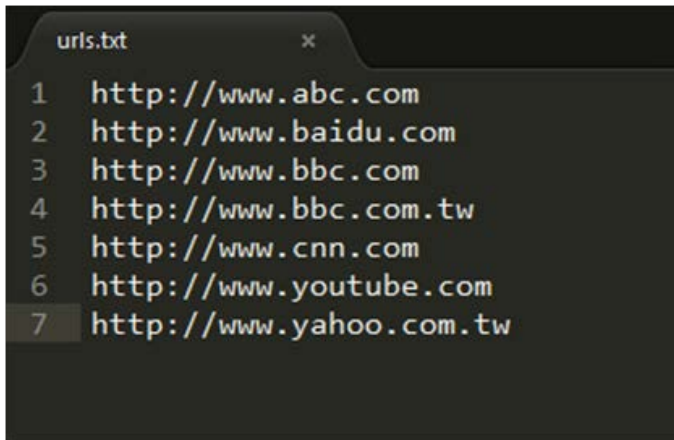 urls.txt ×
1 http://www.abc.com
2 http://www.baidu.com
3 http://www.bbc.com
4 http://www.bbc.com.tw
5 http://www.cnn.com
6 http://www.youtube.com
7 http://www.yahoo.com.tw